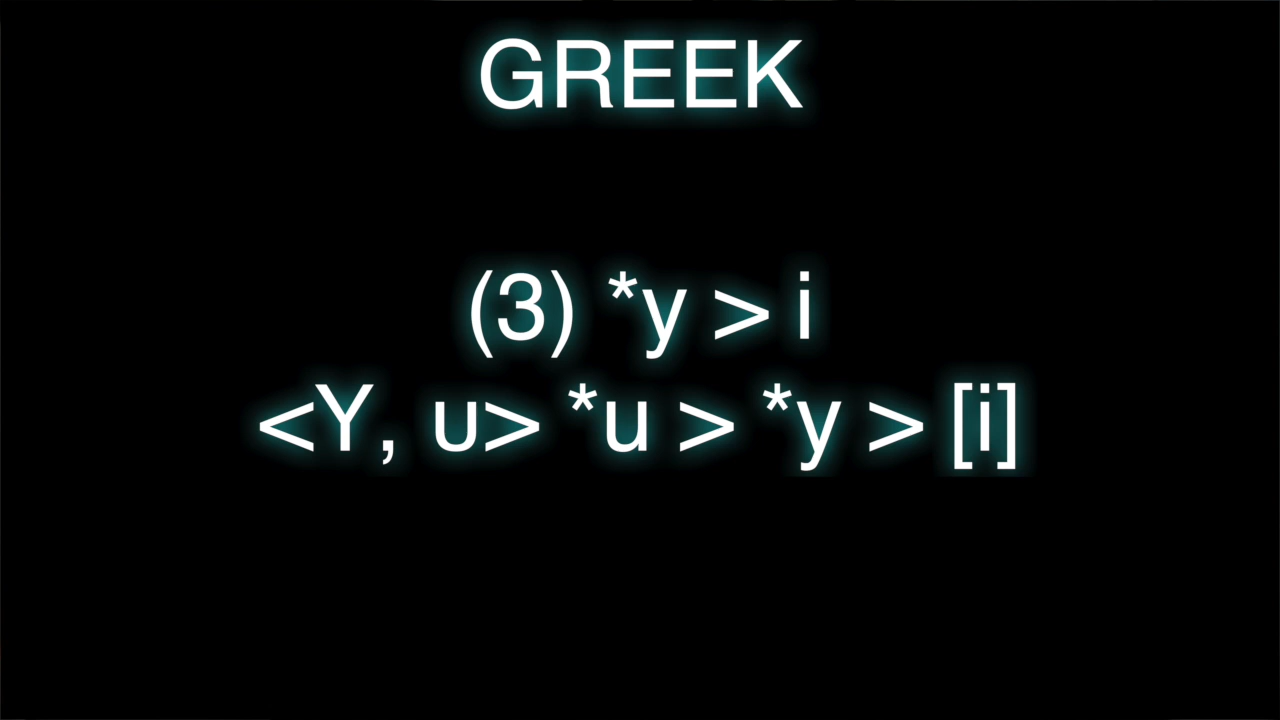 GREEK
(3) *y > i
<Y, υ> *u > *y > [i]